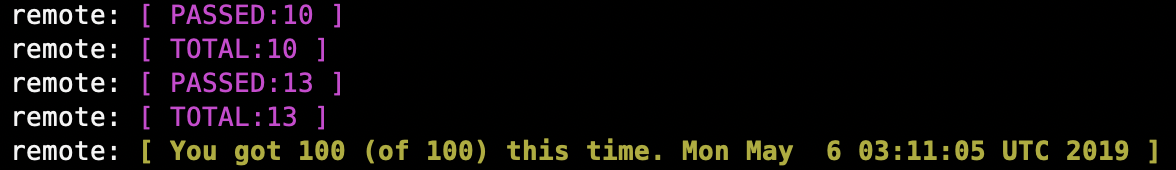 remote: [ PASSED:10 ]
remote: [ TOTAL:10 ]
remote: [ PASSED:13 ]
remote: [ TOTAL:13 ]
remote: [ You got 100 (of 100) this time. Mon May  6 03:11:05 UTC 2019 ]